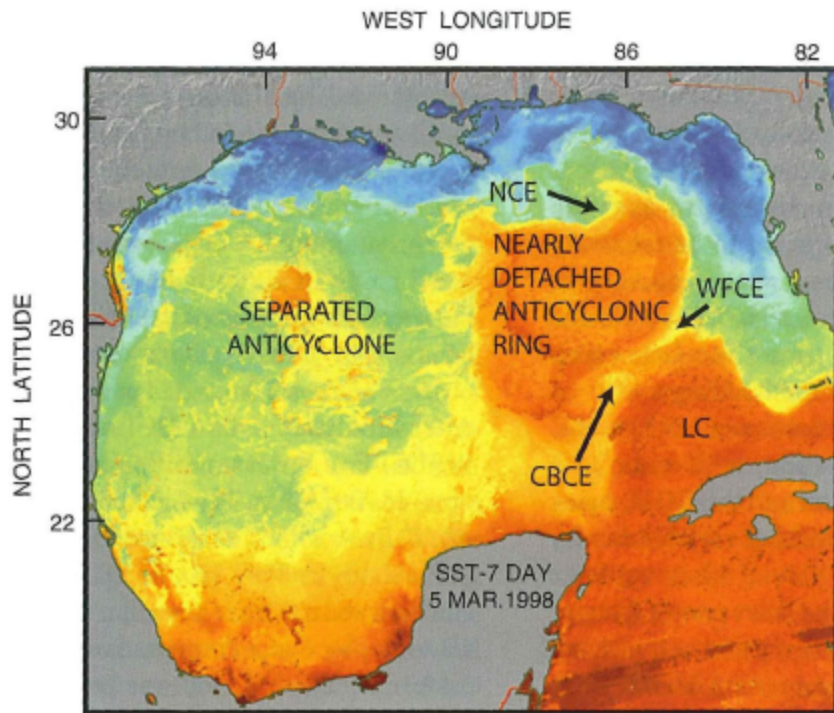 WEST LONGITUDE
94 90 86 82
30
NCE
NEARLY
DETACHED
ANTICYCLONIC
RING
WFCE
SEPARATED
ANTICYCLONE
26
NORTH LATITUDE
LC
CBCE
22
SST-7 DAY
5 MAR.1998